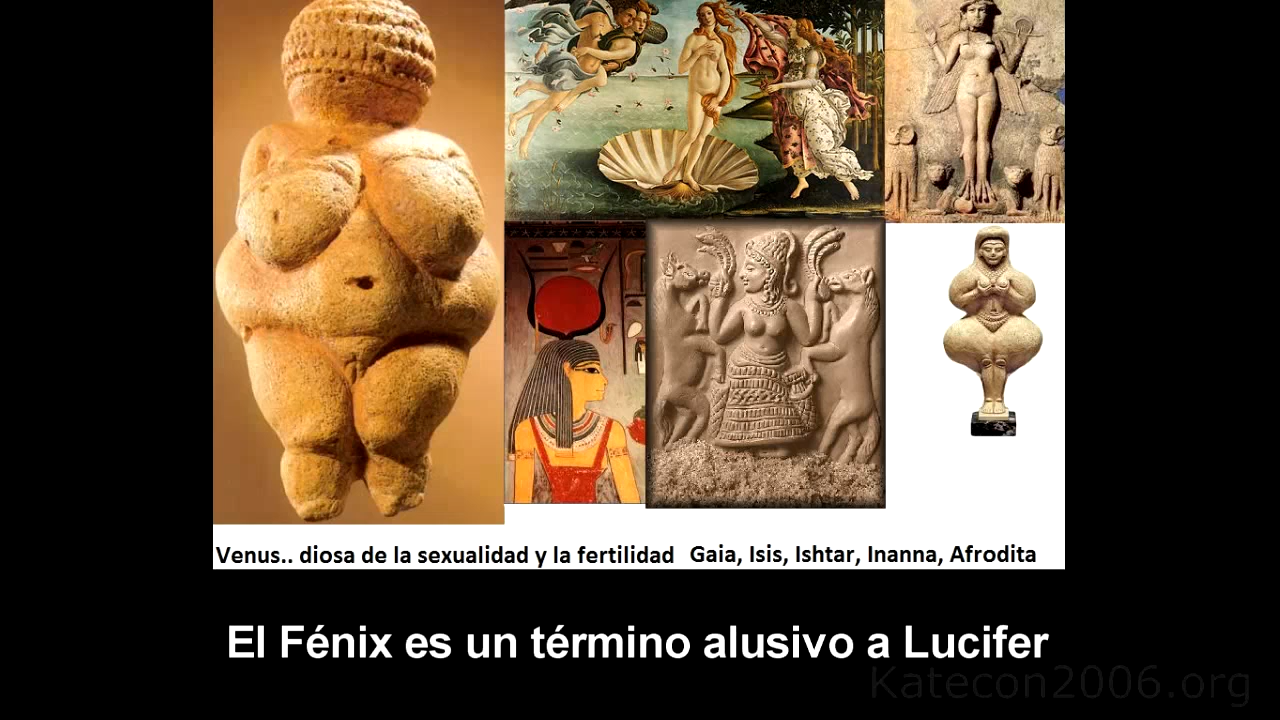 Venus.. diosa de la sexualidad y la fertilidad Gaia, Isis, Ishtar, Inanna, Afrodita
El Fénix es un término alusivo a Lucifer
Katecon2006.org